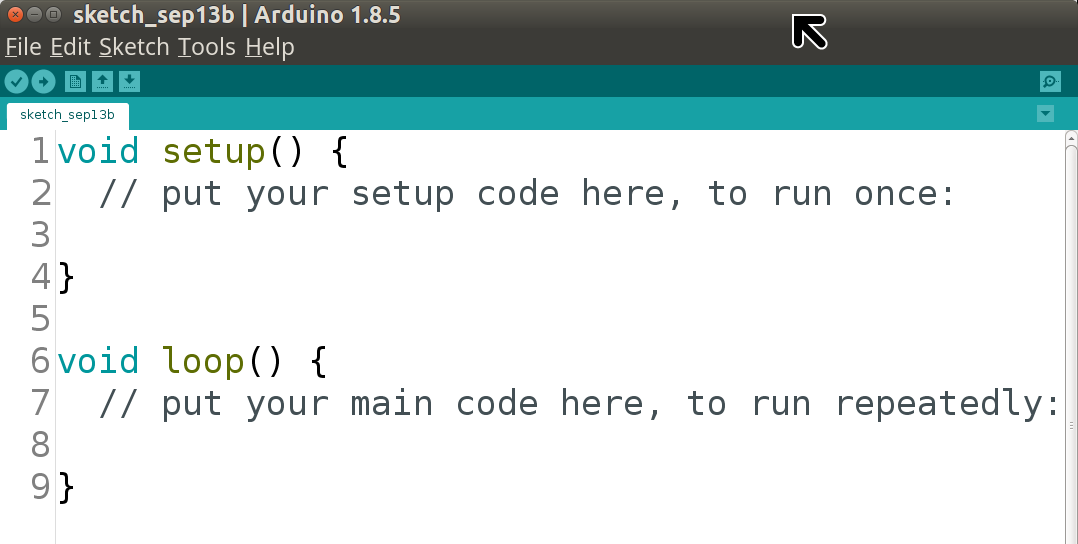 sketch_sep13b | Arduino 1.8.5
File Edit Sketch Tools Help
sketch_sep13b
1 void setup() {
2   // put your setup code here, to run once:
3
4 }
5
6 void loop() {
7   // put your main code here, to run repeatedly:
8
9 }